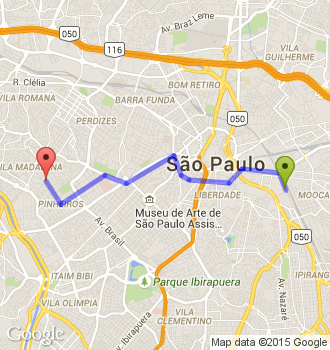 Av. Braz Leme
050
116
VILA
GUILHERME
R. Clélia
BOM RETIRO
VILA ROMANA
BARRA FUNDA
050
PERDIZES
VILA MADALENA
São Paulo
MOOCA
PINHEIROS
LIBERDADE
Museu de Arte de
São Paulo Assis...
Av. Brasil
050
ITAIM BIBI
Parque Ibirapuera
IPIRANGA
Av. Nazaré
VILA OLÍMPIA
VILA
CLEMENTINO
Av. Ibirapuera
Google
Map data ©2015 Google